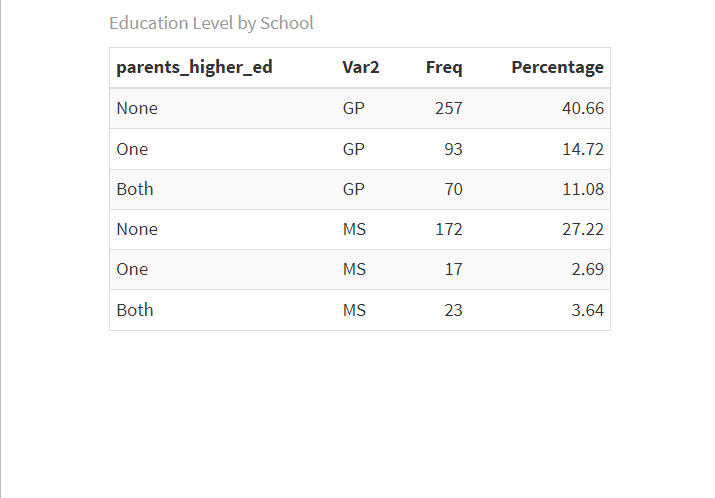 Education Level by School
parents_higher_ed Var2 Freq Percentage
None GP 257 40.66
One GP 93 14.72
Both GP 70 11.08
None MS 172 27.22
One MS 17 2.69
Both MS 23 3.64